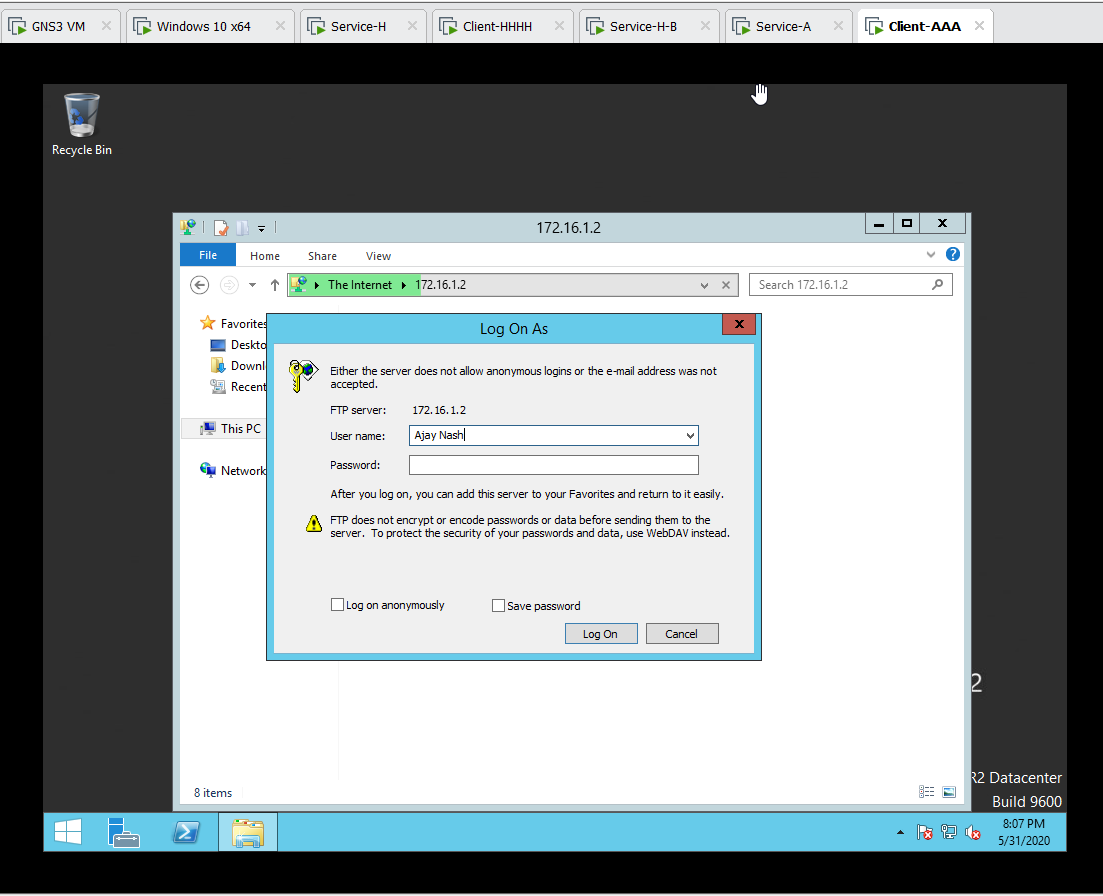 GNS3 VM
Windows 10 x64
Service-H
Client-HHHH
Service-H-B
Service-A
Client-AAA
Recycle Bin
172.16.1.2
File
Home
Share
View
The Internet
172.16.1.2
Search 172.16.1.2
Favorites
Deskto
Downl
Recent
This PC
Network
Log On As
Either the server does not allow anonymous logins or the e-mail address was not
accepted.
FTP server: 172.16.1.2
User name: Ajay Nash
Password:
After you log on, you can add this server to your Favorites and return to it easily.
FTP does not encrypt or encode passwords or data before sending them to the
server. To protect the security of your passwords and data, use WebDAV instead.
Log on anonymously
Save password
Log On
Cancel
2
8 items
R2 Datacenter
Build 9600
8:07 PM
5/31/2020